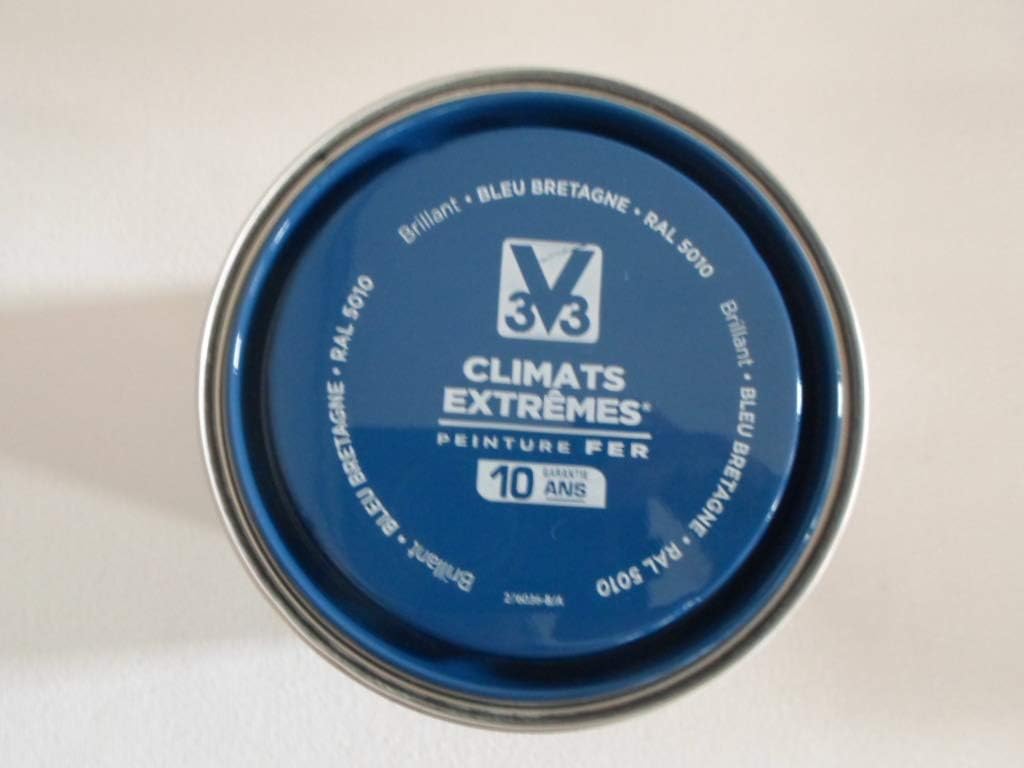 Brillant • BLEU BRETAGNE • RAL 5010
Brillant • BLEU BRETAGNE • RAL 5010
Brillant • BLEU BRETAGNE • RAL 5010
3V3
CLIMATS
EXTRÊMES®
PEINTURE FER
10 GARANTIE
ANS